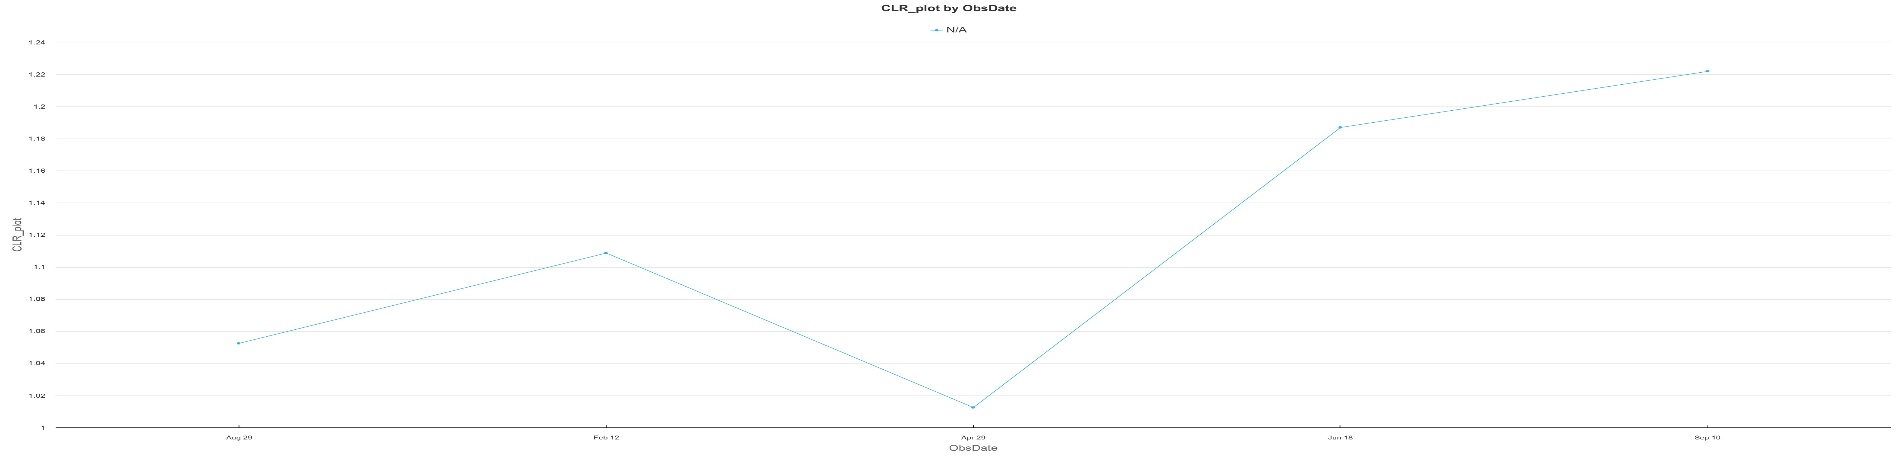 CLR_plot by ObsDate
N/A
1.24
1.22
1.2
1.18
1.16
1.14
1.12
1.1
1.08
1.06
1.04
1.02
1
CLR_plot
Aug 29
Feb 12
Apr 29
Jun 18
Sep 10
ObsDate